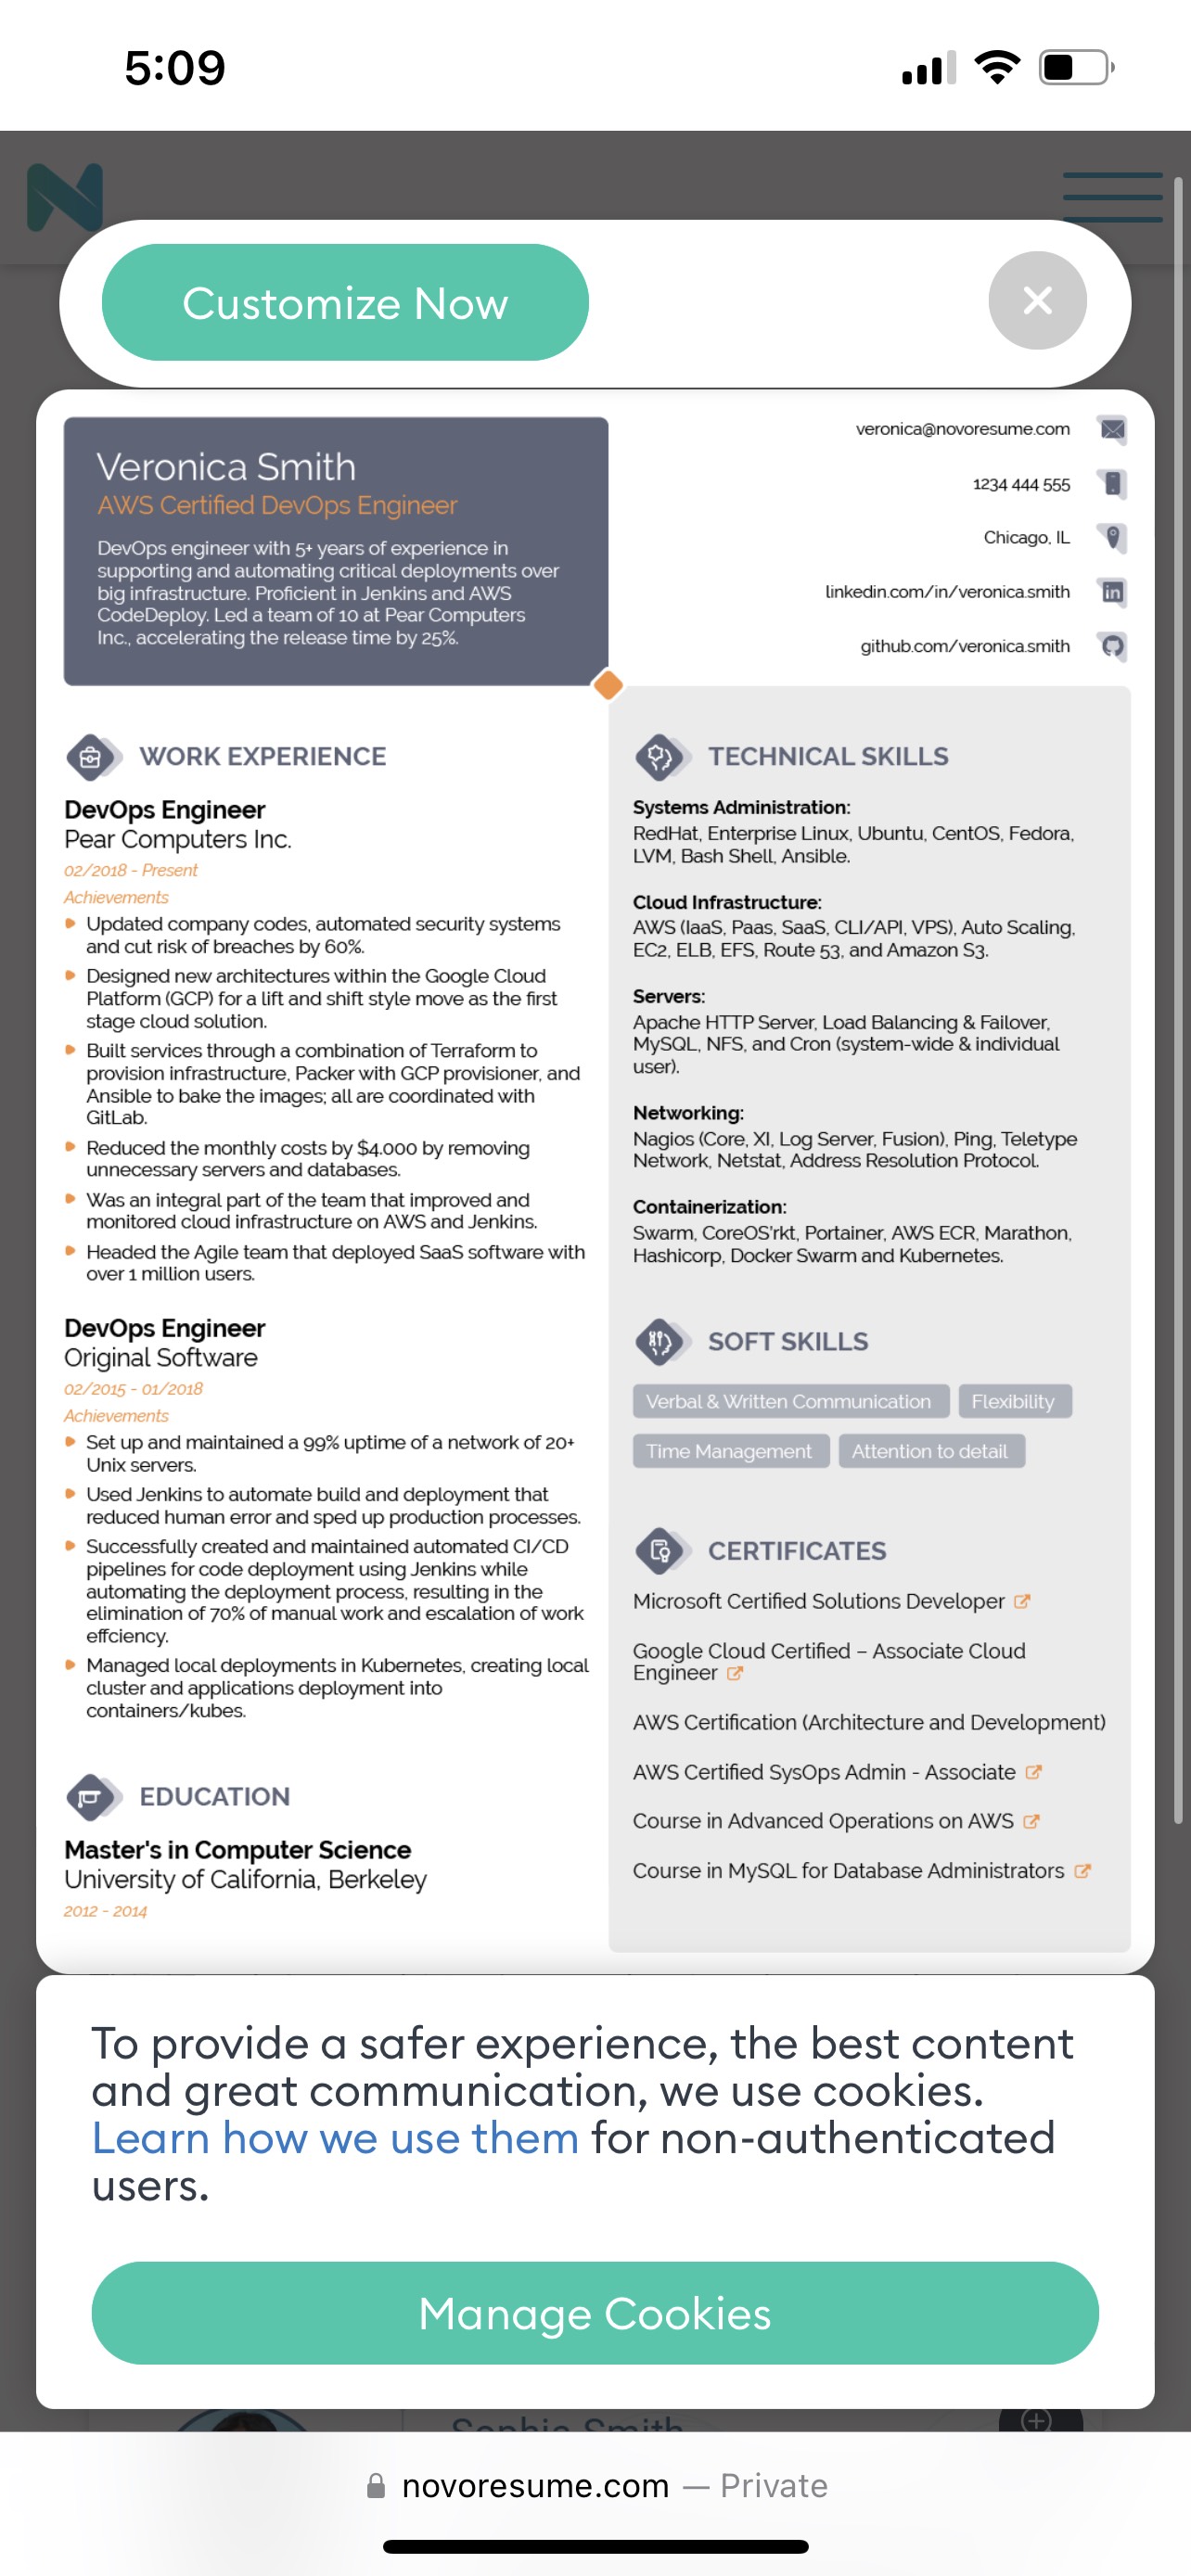 5:09
Customize Now
Veronica Smith
AWS Certified DevOps Engineer
DevOps engineer with 5+ years of experience in
supporting and automating critical deployments over
big infrastructure. Proficient in Jenkins and AWS
CodeDeploy. Led a team of 10 at Pear Computers
Inc., accelerating the release time by 25%.
veronica@novoresume.com
1234 444 555
Chicago, IL
linkedin.com/in/veronica.smith
github.com/veronica.smith
WORK EXPERIENCE
DevOps Engineer
Pear Computers Inc.
02/2018 - Present
Achievements
Updated company codes, automated security systems
and cut risk of breaches by 60%.
Designed new architectures within the Google Cloud
Platform (GCP) for a lift and shift style move as the first
stage cloud solution.
Built services through a combination of Terraform to
provision infrastructure, Packer with GCP provisioner, and
Ansible to bake the images; all are coordinated with
GitLab.
Reduced the monthly costs by $4.000 by removing
unnecessary servers and databases.
Was an integral part of the team that improved and
monitored cloud infrastructure on AWS and Jenkins.
Headed the Agile team that deployed SaaS software with
over 1 million users.
DevOps Engineer
Original Software
02/2015 - 01/2018
Achievements
Set up and maintained a 99% uptime of a network of 20+
Unix servers.
Used Jenkins to automate build and deployment that
reduced human error and sped up production processes.
Successfully created and maintained automated CI/CD
pipelines for code deployment using Jenkins while
automating the deployment process, resulting in the
elimination of 70% of manual work and escalation of work
effciency.
Managed local deployments in Kubernetes, creating local
cluster and applications deployment into
containers/kubes.
EDUCATION
Master's in Computer Science
University of California, Berkeley
2012 - 2014
TECHNICAL SKILLS
Systems Administration:
RedHat, Enterprise Linux, Ubuntu, CentOS, Fedora,
LVM, Bash Shell, Ansible.
Cloud Infrastructure:
AWS (IaaS, Paas, SaaS, CLI/API, VPS), Auto Scaling,
EC2, ELB, EFS, Route 53, and Amazon S3.
Servers:
Apache HTTP Server, Load Balancing & Failover,
MySQL, NFS, and Cron (system-wide & individual
user).
Networking:
Nagios (Core, XI, Log Server, Fusion), Ping, Teletype
Network, Netstat, Address Resolution Protocol.
Containerization:
Swarm, CoreOS'rkt, Portainer, AWS ECR, Marathon,
Hashicorp, Docker Swarm and Kubernetes.
SOFT SKILLS
Verbal & Written Communication Flexibility
Time Management Attention to detail
CERTIFICATES
Microsoft Certified Solutions Developer
Google Cloud Certified – Associate Cloud
Engineer
AWS Certification (Architecture and Development)
AWS Certified SysOps Admin - Associate
Course in Advanced Operations on AWS
Course in MySQL for Database Administrators
To provide a safer experience, the best content
and great communication, we use cookies.
Learn how we use them for non-authenticated
users.
Manage Cookies
Sophie Smith
novoresume.com — Private